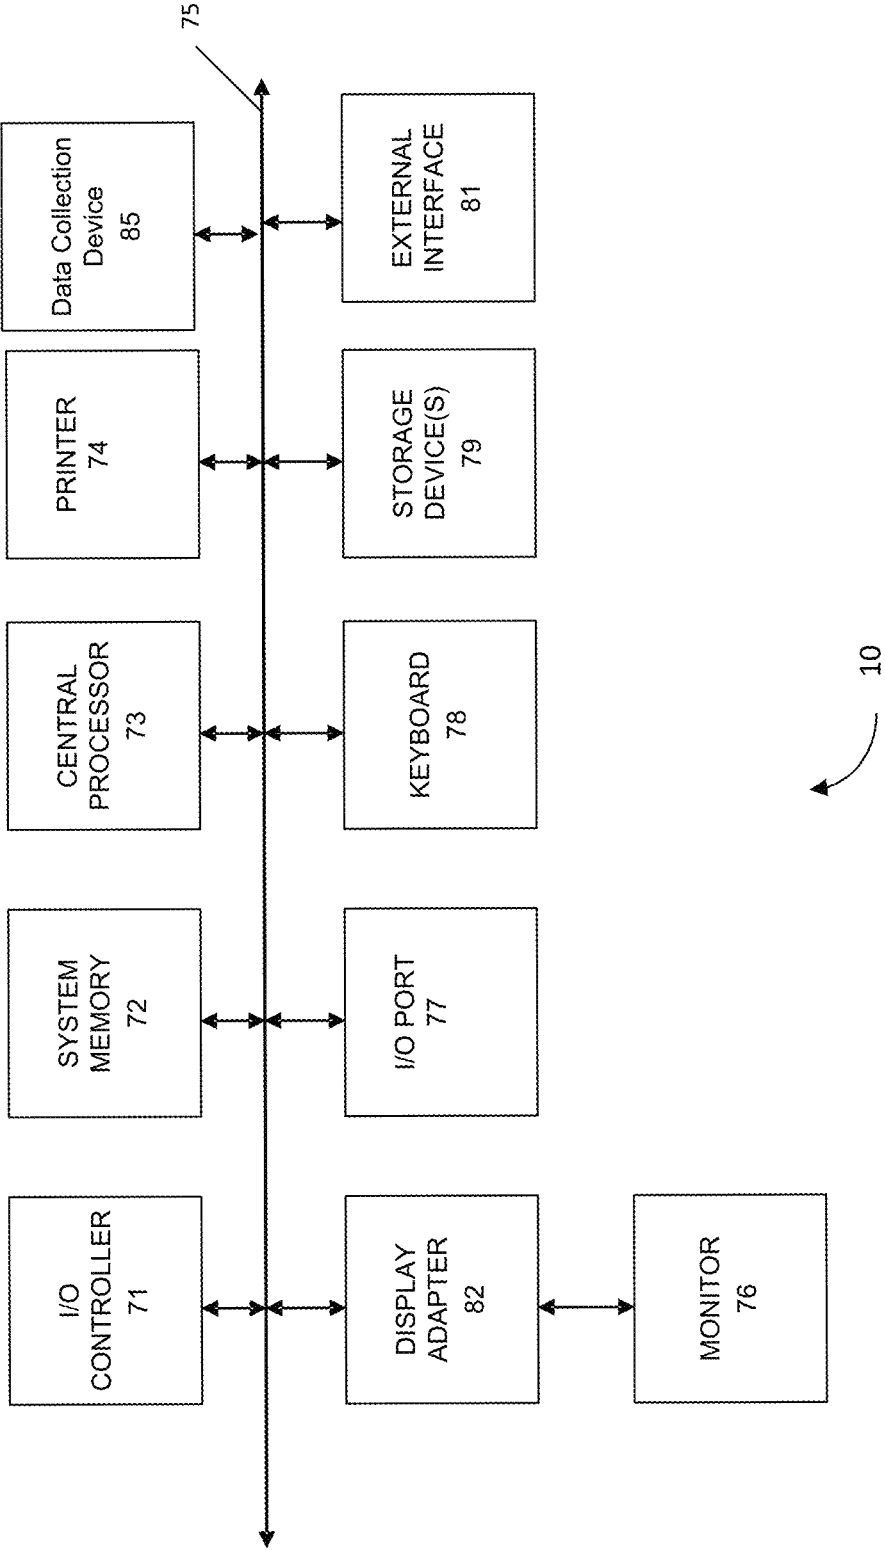 I/O
CONTROLLER
71
SYSTEM
MEMORY
72
CENTRAL
PROCESSOR
73
PRINTER
74
Data Collection
Device
85
75
DISPLAY
ADAPTER
82
I/O PORT
77
KEYBOARD
78
STORAGE
DEVICE(S)
79
EXTERNAL
INTERFACE
81
MONITOR
76
10